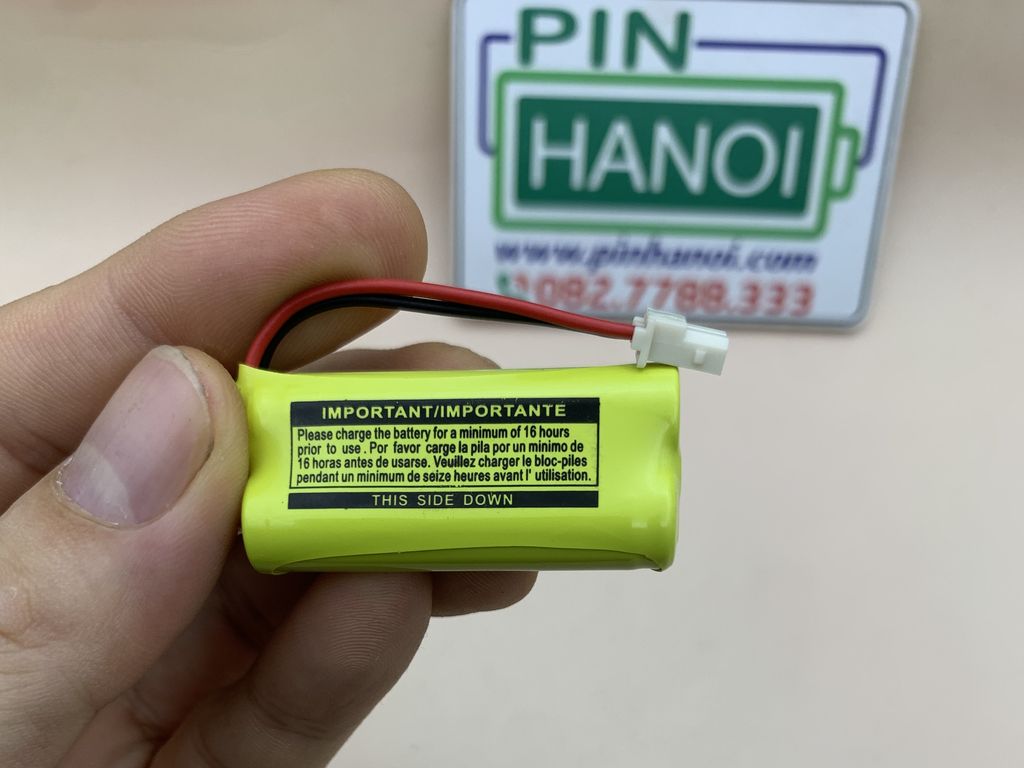 PIN
HANOI
www.pinhanoi.com
082.7788.333
IMPORTANT/IMPORTANTE
Please charge the battery for a minimum of 16 hours
prior to use . Por favor carge la pila por un minimo de
16 horas antes de usarse. Veuillez charger le bloc-piles
pendant un minimum de seize heures avant l' utilisation.
THIS SIDE DOWN